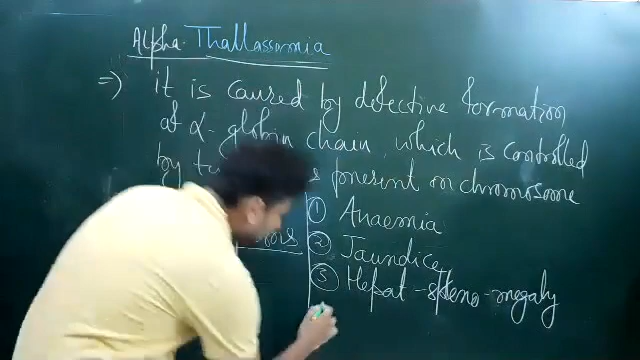 Alpha Thallassamia
=> it is caused by defective formation
of α-globin chain, which is controlled
by present on chromosome
① Anaemia
② Jaundice
③ Hepat-spleno-megaly